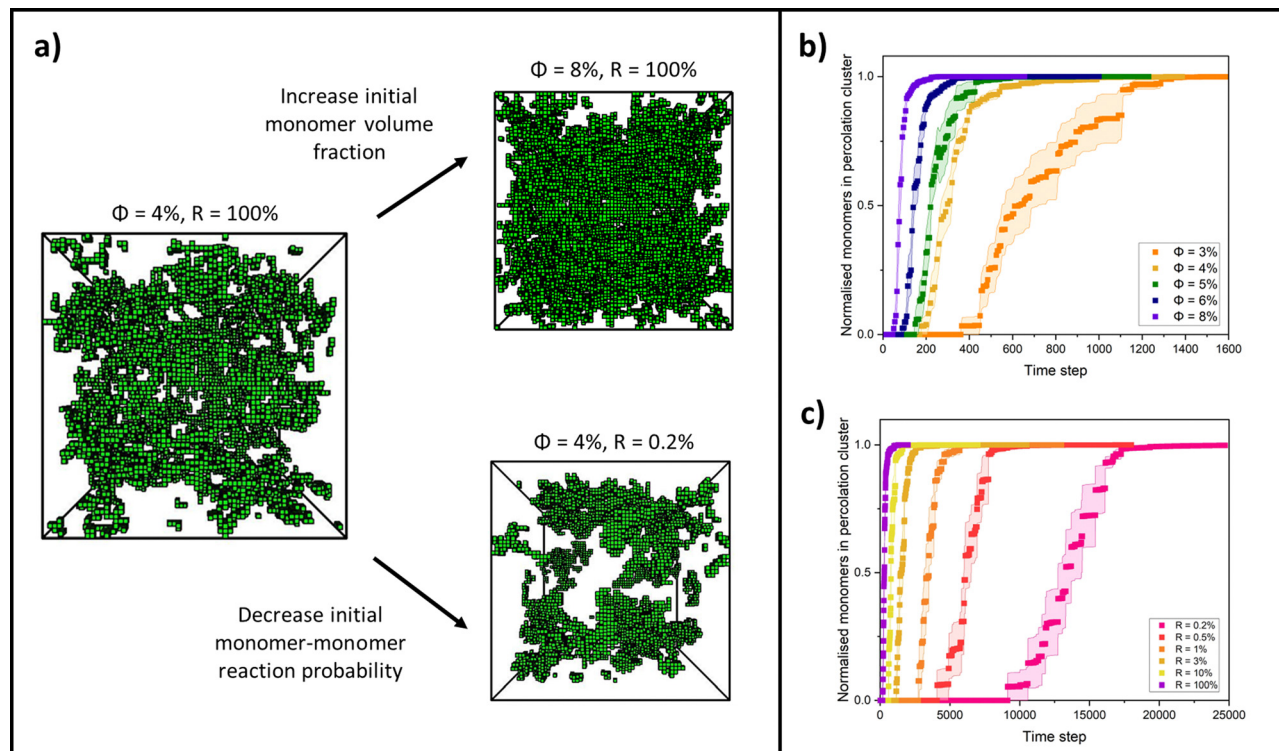 a)
Increase initial
monomer volume
fraction
Φ = 8%, R = 100%
Φ = 4%, R = 100%
Φ = 4%, R = 0.2%
Decrease initial
monomer-monomer
reaction probability
b)
Normalised monomers in percolation cluster
1.0
0.5
0.0
Φ = 3%
Φ = 4%
Φ = 5%
Φ = 6%
Φ = 8%
0 200 400 600 800 1000 1200 1400 1600
Time step
c)
Normalised monomers in percolation cluster
1.0
0.5
0.0
R = 0.2%
R = 0.5%
R = 1%
R = 3%
R = 10%
R = 100%
0 5000 10000 15000 20000 25000
Time step